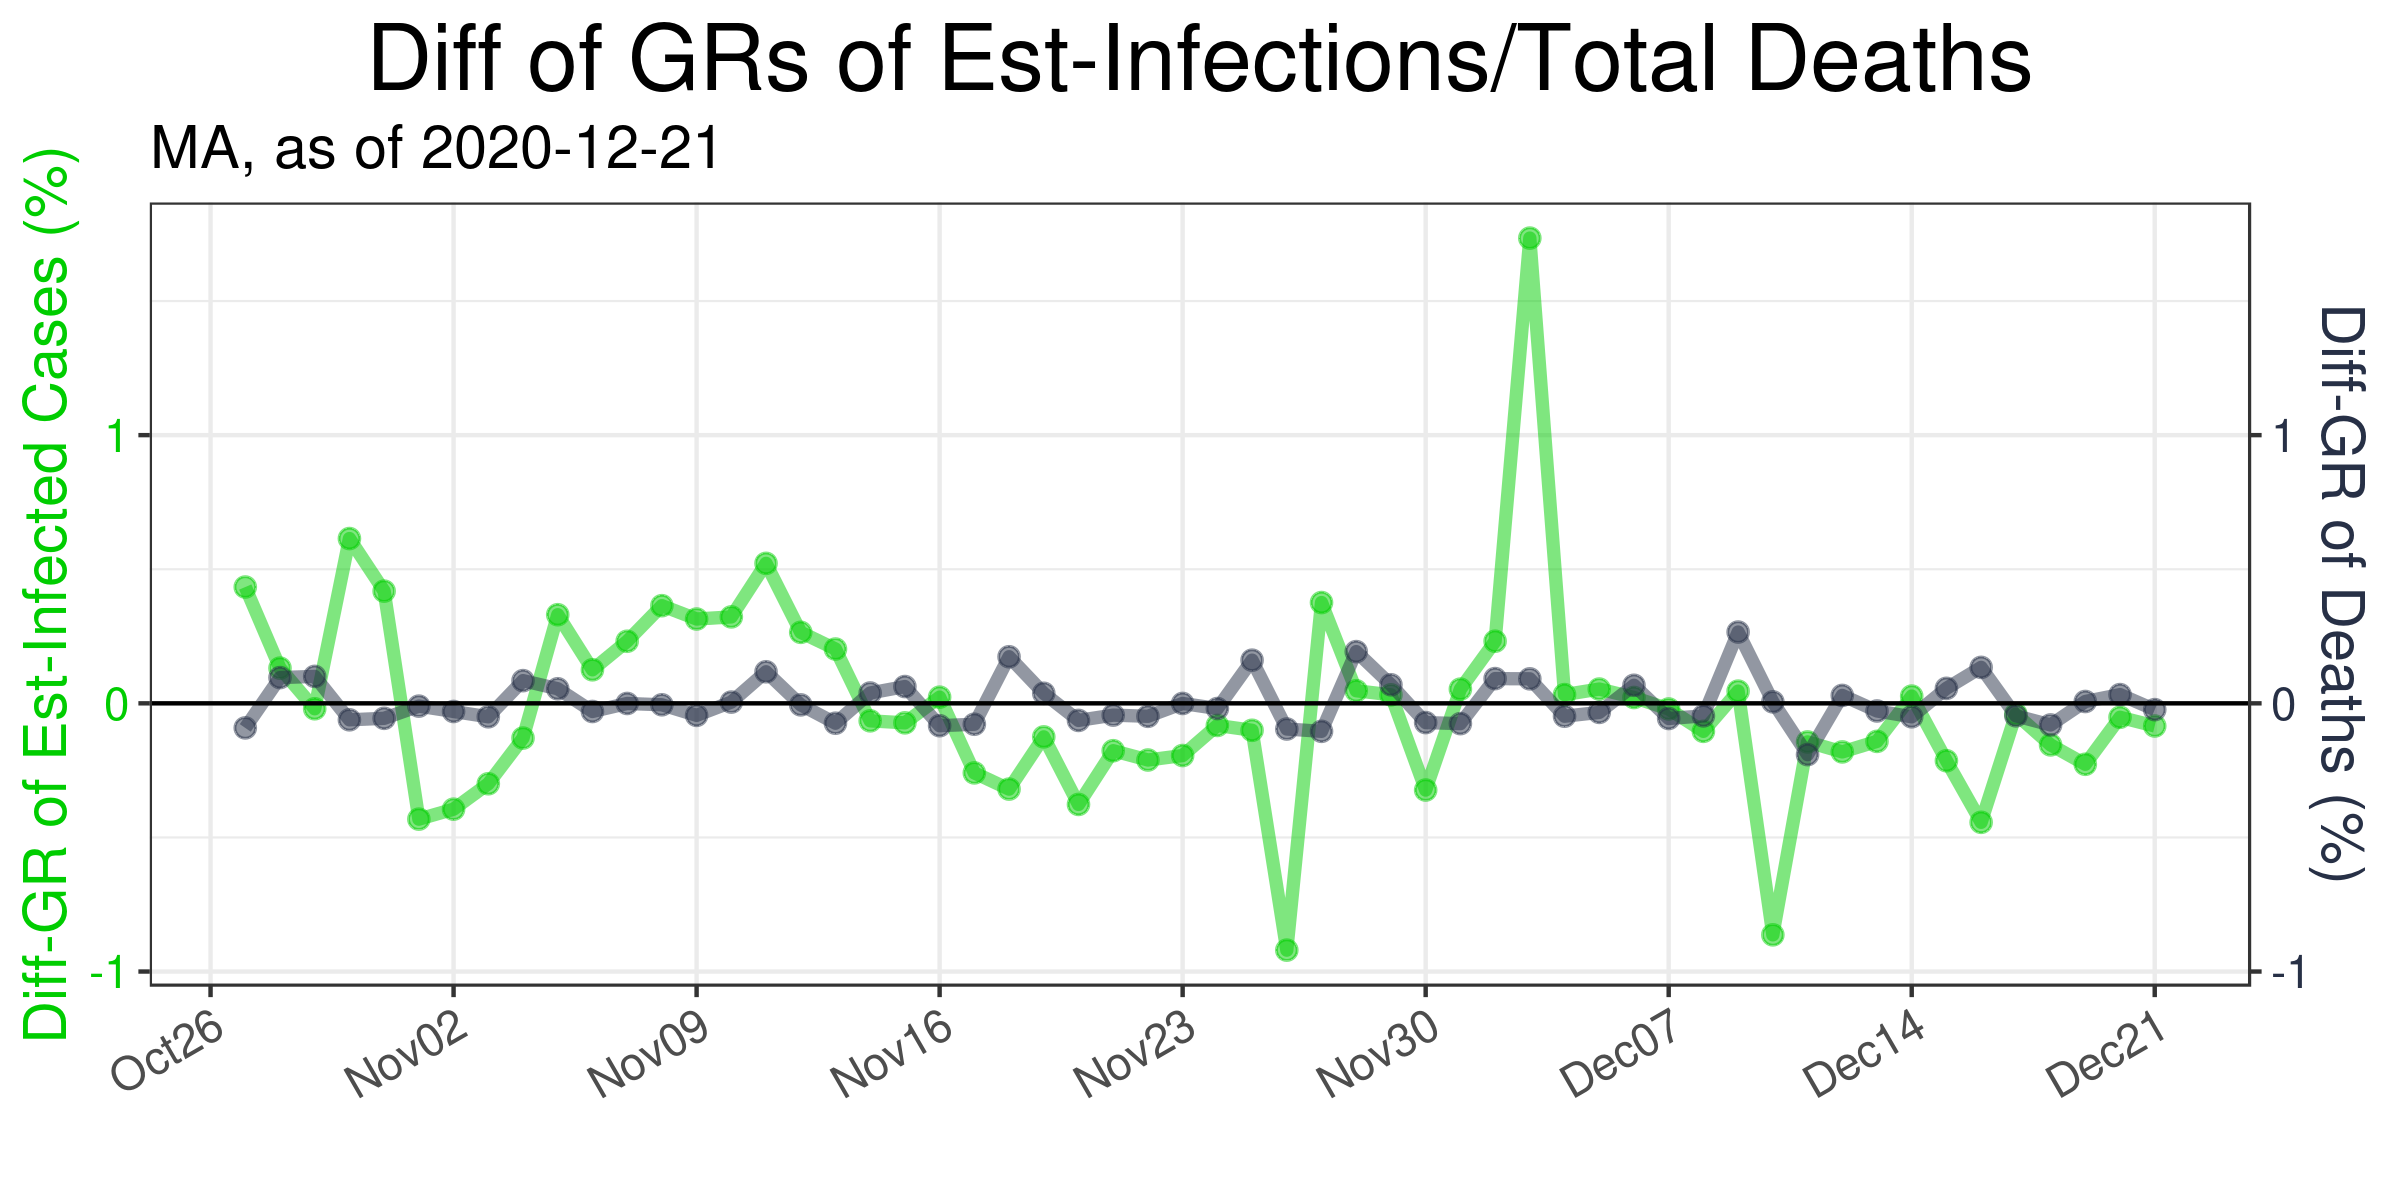 Diff of GRs of Est-Infections/Total Deaths
MA, as of 2020-12-21
Diff-GR of Est-Infected Cases (%)
1
0
-1
1
0
-1
Diff-GR of Deaths (%)
Oct26
Nov02
Nov09
Nov16
Nov23
Nov30
Dec07
Dec14
Dec21